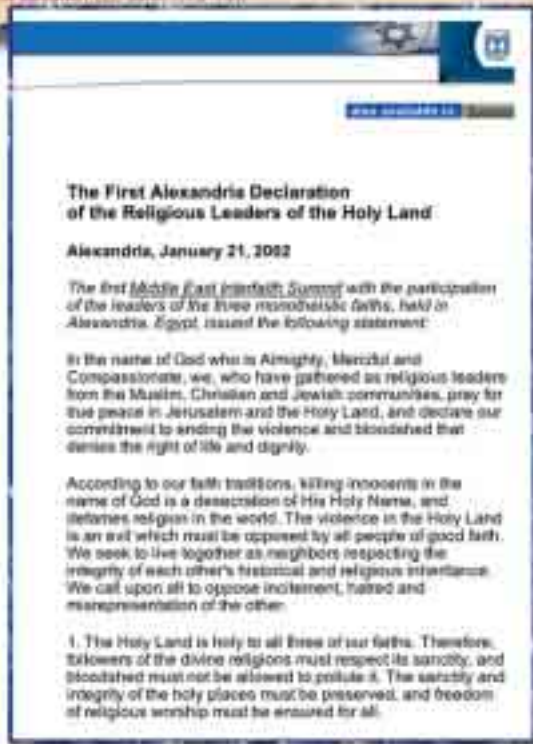 The First Alexandria Declaration
of the Religious Leaders of the Holy Land
Alexandria, January 21, 2002
The first Middle East Interfaith Summit with the participation
of the leaders of the three monotheistic faiths, held in
Alexandria, Egypt, issued the following statement:
In the name of God who is Almighty, Merciful and
Compassionate, we, who have gathered as religious leaders
from the Muslim, Christian and Jewish communities, pray for
true peace in Jerusalem and the Holy Land, and declare our
commitment to ending the violence and bloodshed that
denies the right of life and dignity.
According to our faith traditions, killing innocents in the
name of God is a desecration of His Holy Name, and
defames religion in the world. The violence in the Holy Land
is an evil which must be opposed by all people of good faith.
We seek to live together as neighbors respecting the
integrity of each other's historical and religious inheritance.
We call upon all to oppose incitement, hatred and
misrepresentation of the other.
1. The Holy Land is holy to all three of our faiths. Therefore,
followers of the divine religions must respect its sanctity, and
bloodshed must not be allowed to pollute it. The sanctity and
integrity of the holy places must be preserved, and freedom
of religious worship must be ensured for all.